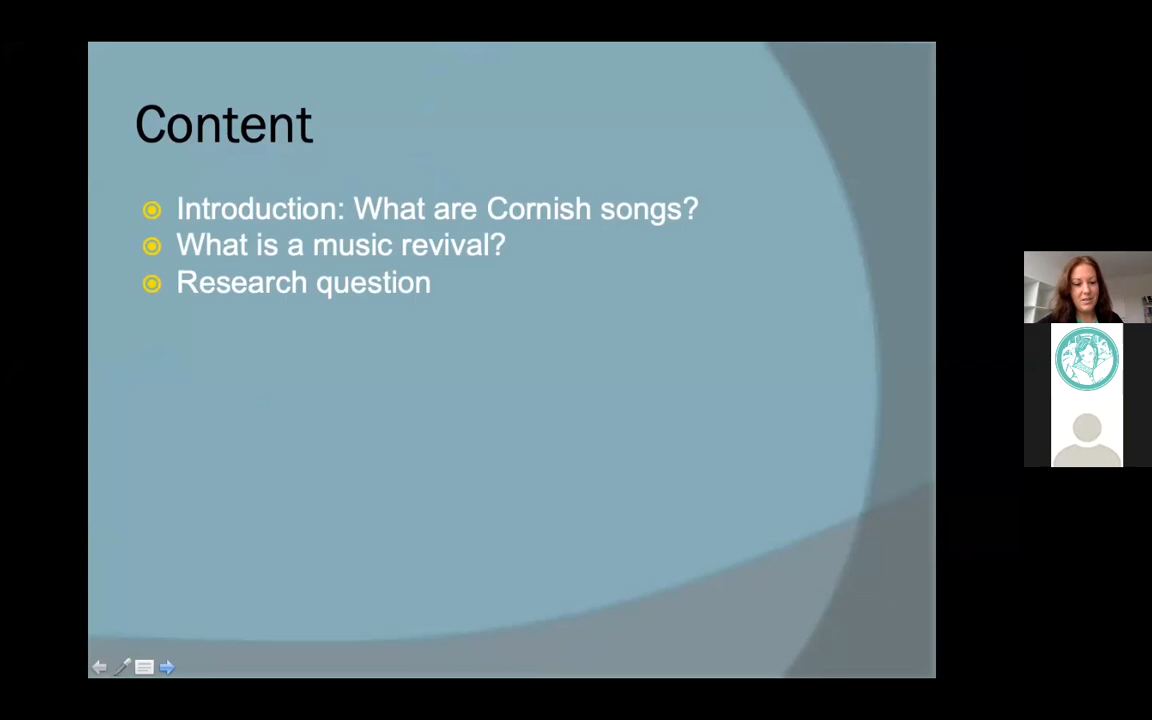 Content
Introduction: What are Cornish songs?
What is a music revival?
Research question